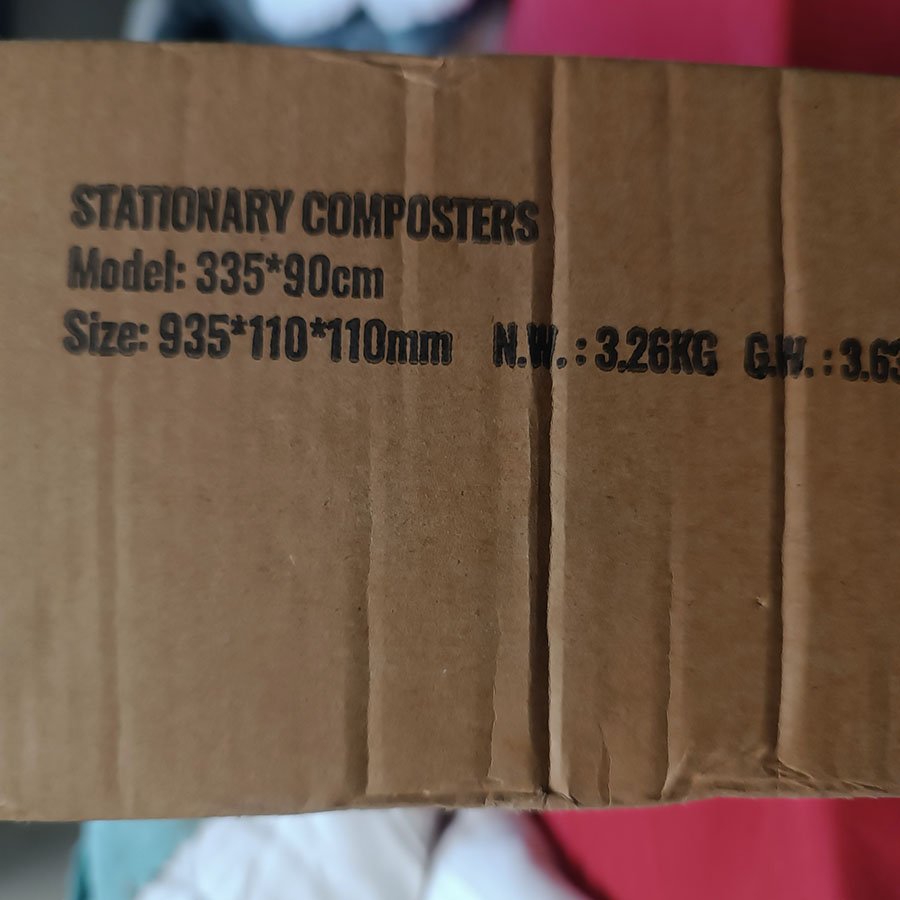 STATIONARY COMPOSTERS
Model: 335*90cm
Size: 935*110*110mm N.W.: 3.26KG G.W.: 3.63